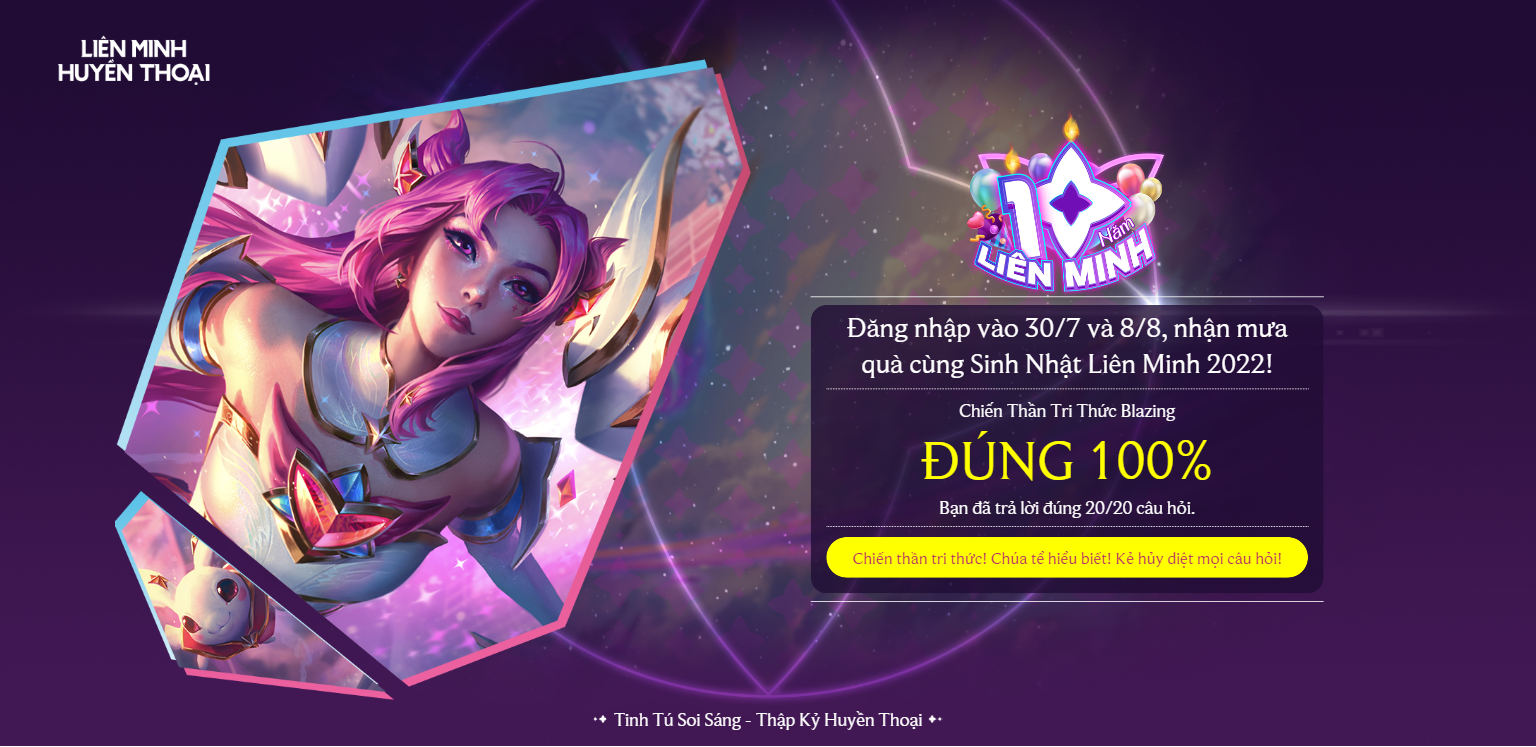 LIÊN MINH
HUYỀN THOẠI
10
Năm
LIÊN MINH
Đăng nhập vào 30/7 và 8/8, nhận mưa
quà cùng Sinh Nhật Liên Minh 2022!
Chiến Thần Tri Thức Blazing
ĐÚNG 100%
Bạn đã trả lời đúng 20/20 câu hỏi.
Chiến thần tri thức! Chúa tể hiểu biết! Kẻ hủy diệt mọi câu hỏi!
Tinh Tú Soi Sáng - Thập Kỷ Huyền Thoại